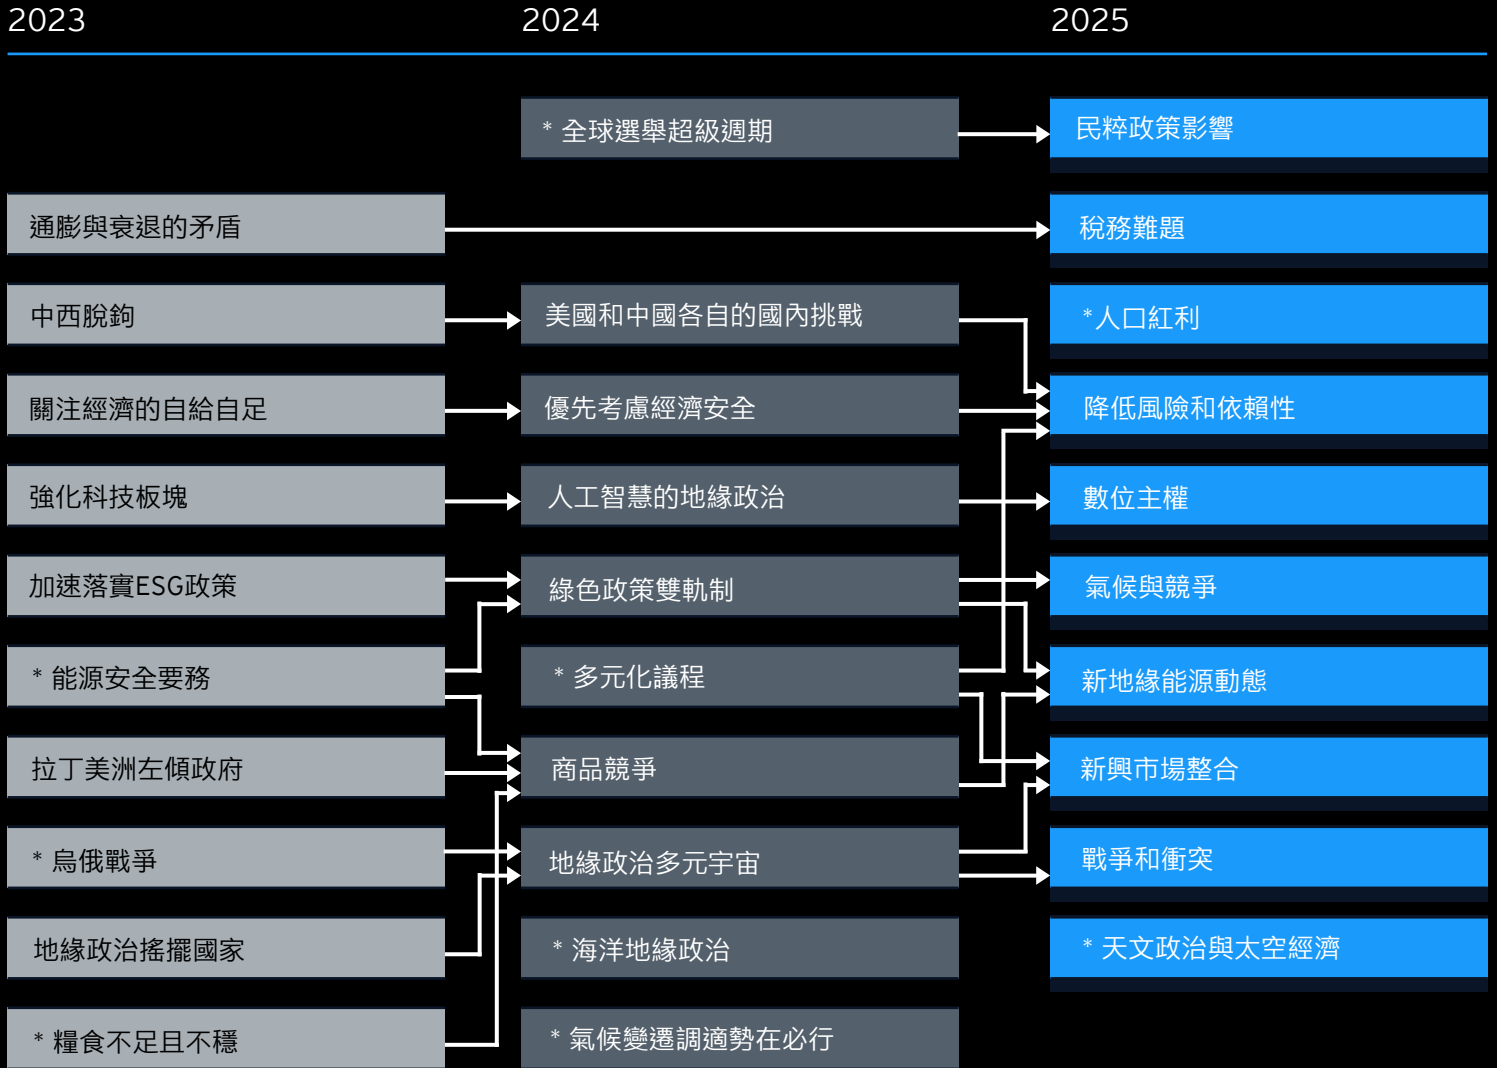 2023 2024 2025
* 全球選舉超級週期 民粹政策影響
通膨與衰退的矛盾 稅務難題
中西脫鉤 美國和中國各自的國內挑戰 *人口紅利
關注經濟的自給自足 優先考慮經濟安全 降低風險和依賴性
強化科技板塊 人工智慧的地緣政治 數位主權
加速落實ESG政策 綠色政策雙軌制 氣候與競爭
* 能源安全要務 * 多元化議程 新地緣能源動態
拉丁美洲左傾政府 商品競爭 新興市場整合
* 烏俄戰爭 地緣政治多元宇宙 戰爭和衝突
地緣政治搖擺國家 * 海洋地緣政治 * 天文政治與太空經濟
* 糧食不足且不穩 * 氣候變遷調適勢在必行